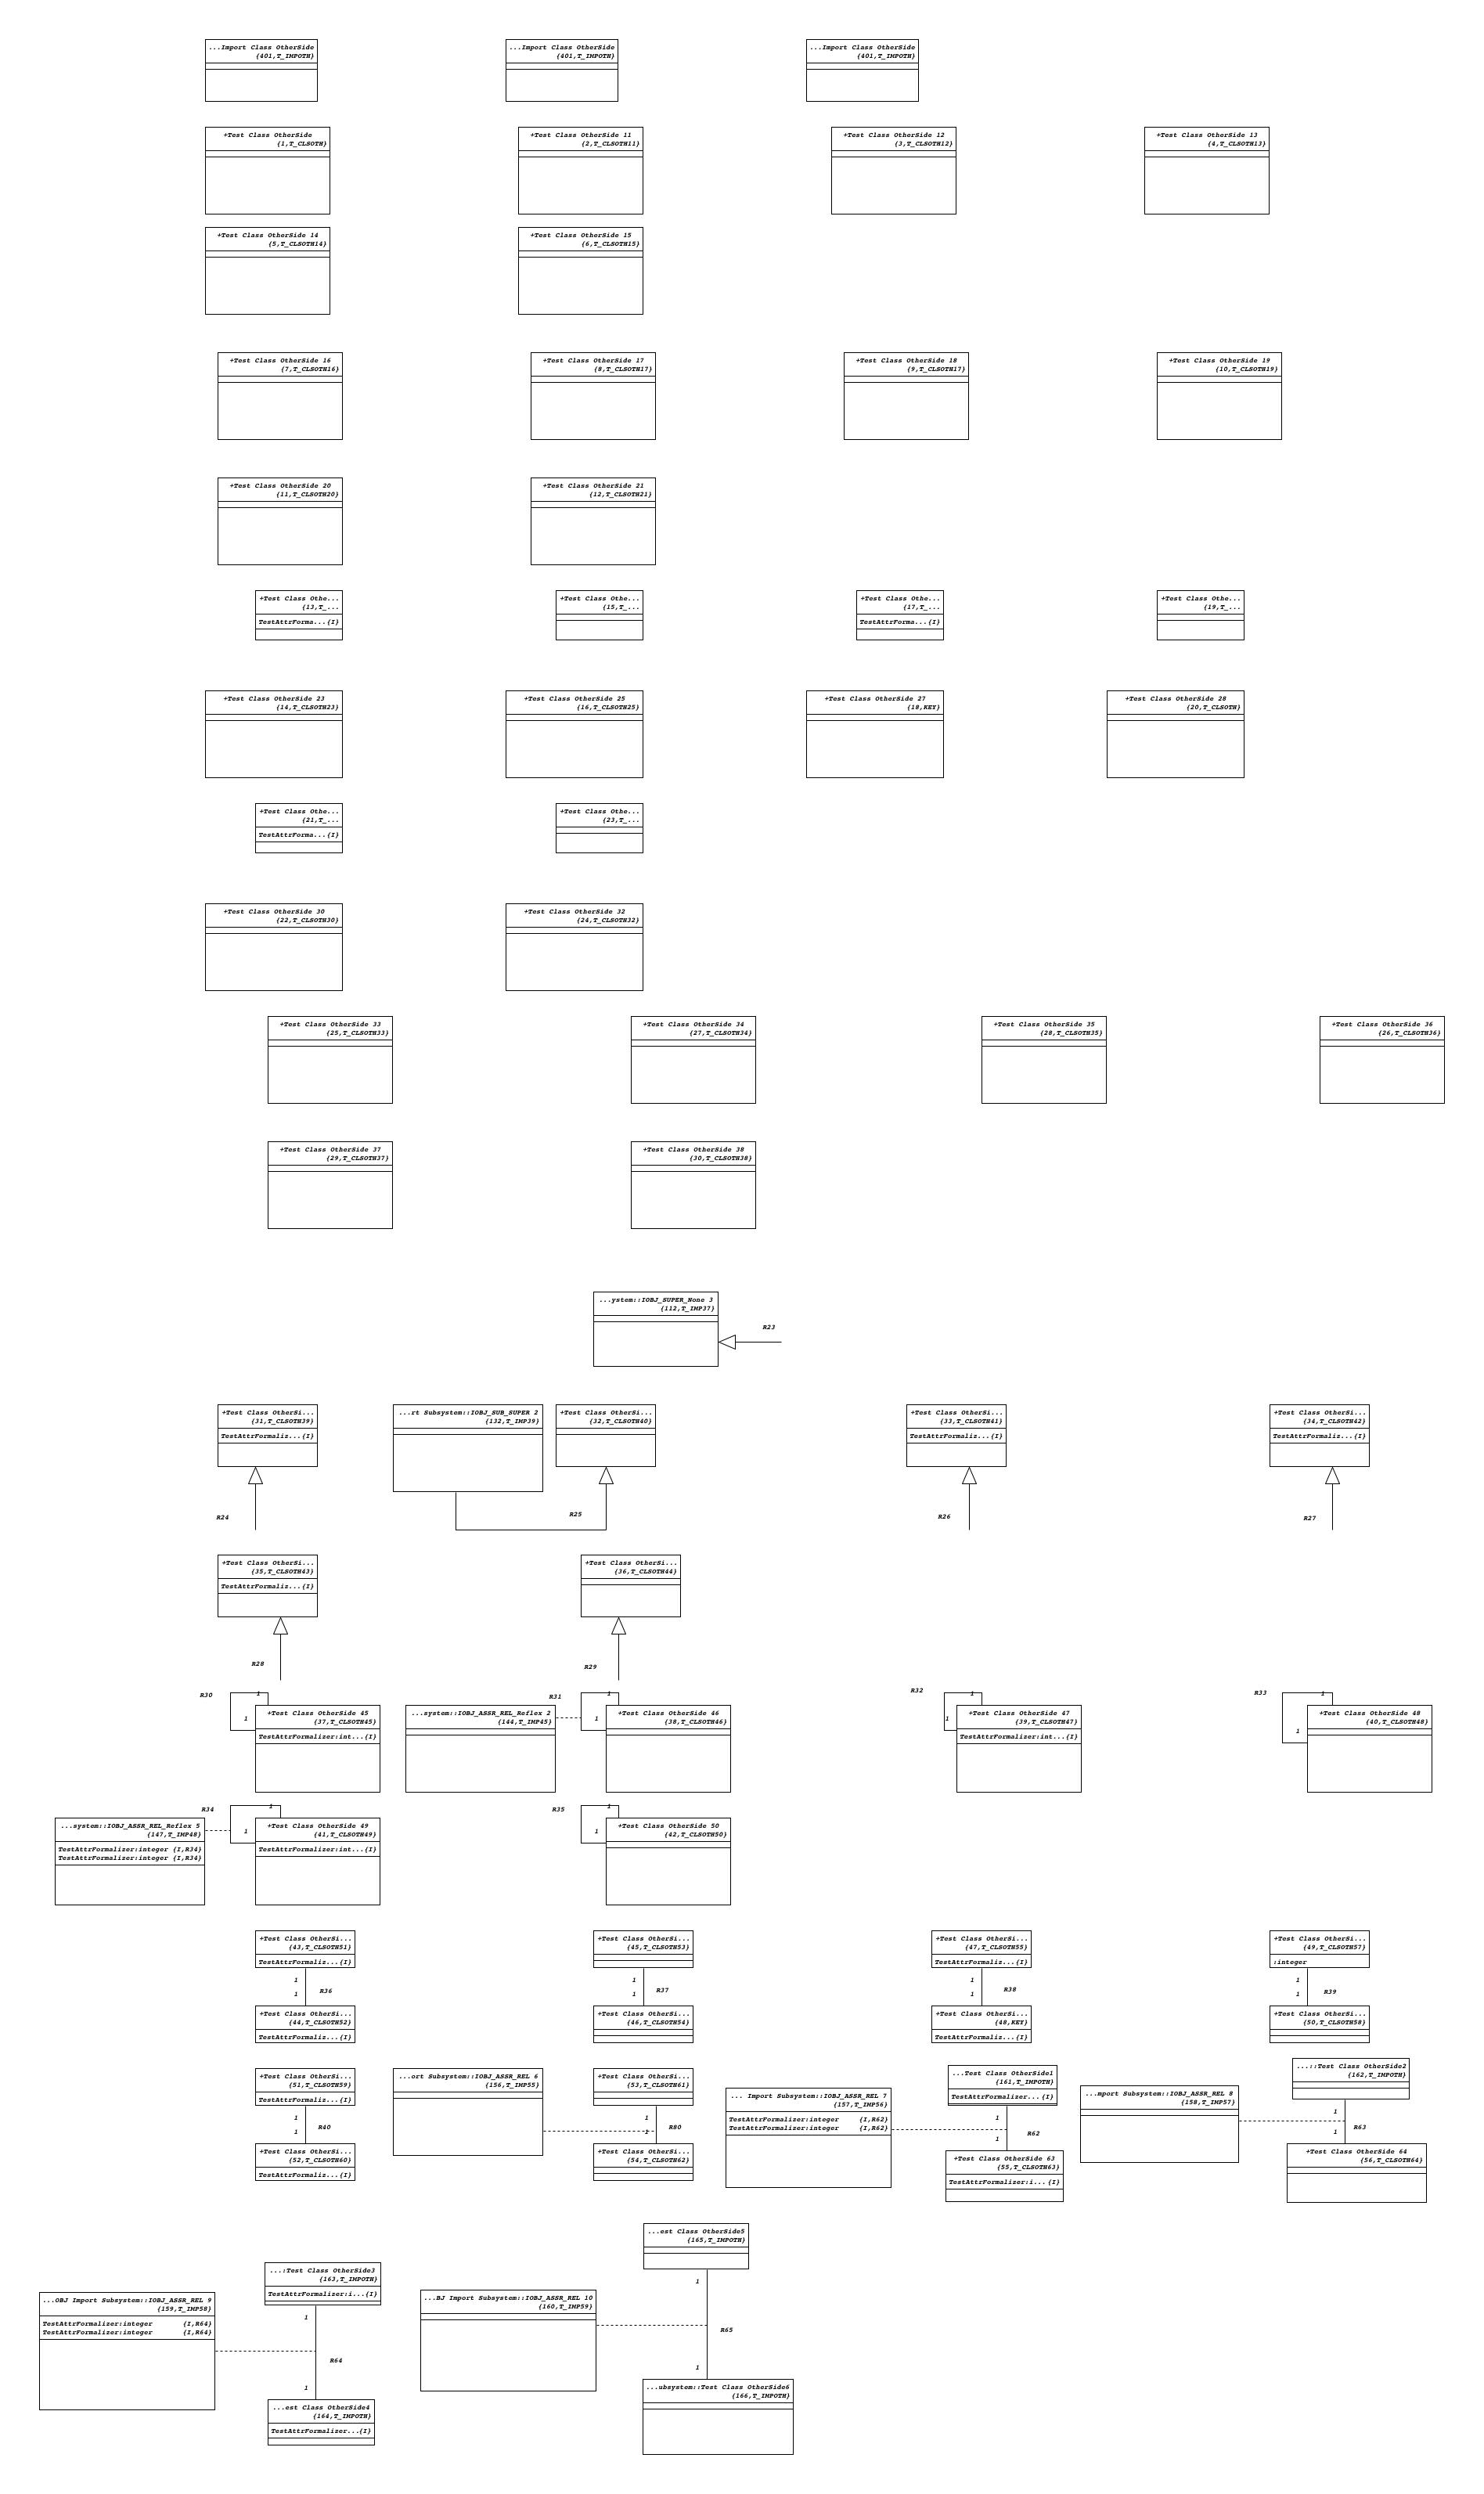 ...Import Class OtherSide
{401,T_IMPOTH}
...Import Class OtherSide
{401,T_IMPOTH}
...Import Class OtherSide
{401,T_IMPOTH}
+Test Class OtherSide
{1,T_CLSOTH}
+Test Class OtherSide 11
{2,T_CLSOTH11}
+Test Class OtherSide 12
{3,T_CLSOTH12}
+Test Class OtherSide 13
{4,T_CLSOTH13}
+Test Class OtherSide 14
{5,T_CLSOTH14}
+Test Class OtherSide 15
{6,T_CLSOTH15}
+Test Class OtherSide 16
{7,T_CLSOTH16}
+Test Class OtherSide 17
{8,T_CLSOTH17}
+Test Class OtherSide 18
{9,T_CLSOTH17}
+Test Class OtherSide 19
{10,T_CLSOTH19}
+Test Class OtherSide 20
{11,T_CLSOTH20}
+Test Class OtherSide 21
{12,T_CLSOTH21}
+Test Class Othe...
{13,T_...
TestAttrForma...{I}
+Test Class Othe...
{15,T_...
+Test Class Othe...
{17,T_...
TestAttrForma...{I}
+Test Class Othe...
{19,T_...
+Test Class OtherSide 23
{14,T_CLSOTH23}
+Test Class OtherSide 25
{16,T_CLSOTH25}
+Test Class OtherSide 27
{18,KEY}
+Test Class OtherSide 28
{20,T_CLSOTH}
+Test Class Othe...
{21,T_...
TestAttrForma...{I}
+Test Class Othe...
{23,T_...
+Test Class OtherSide 30
{22,T_CLSOTH30}
+Test Class OtherSide 32
{24,T_CLSOTH32}
+Test Class OtherSide 33
{25,T_CLSOTH33}
+Test Class OtherSide 34
{27,T_CLSOTH34}
+Test Class OtherSide 35
{28,T_CLSOTH35}
+Test Class OtherSide 36
{26,T_CLSOTH36}
+Test Class OtherSide 37
{29,T_CLSOTH37}
+Test Class OtherSide 38
{30,T_CLSOTH38}
...ystem::IOBJ_SUPER_None 3
{112,T_IMP37}
R23
+Test Class OtherSi...
{31,T_CLSOTH39}
TestAttrFormaliz...{I}
...rt Subsystem::IOBJ_SUB_SUPER 2
{132,T_IMP39}
+Test Class OtherSi...
{32,T_CLSOTH40}
+Test Class OtherSi...
{33,T_CLSOTH41}
TestAttrFormaliz...{I}
+Test Class OtherSi...
{34,T_CLSOTH42}
TestAttrFormaliz...{I}
R24
R25
R26
R27
+Test Class OtherSi...
{35,T_CLSOTH43}
TestAttrFormaliz...{I}
+Test Class OtherSi...
{36,T_CLSOTH44}
R28
R29
R30
1
1
+Test Class OtherSide 45
{37,T_CLSOTH45}
TestAttrFormalizer:int...{I}
...system::IOBJ_ASSR_REL_Reflex 2
{144,T_IMP45}
R31
1
1
+Test Class OtherSide 46
{38,T_CLSOTH46}
R32
1
1
+Test Class OtherSide 47
{39,T_CLSOTH47}
TestAttrFormalizer:int...{I}
R33
1
1
+Test Class OtherSide 48
{40,T_CLSOTH48}
...system::IOBJ_ASSR_REL_Reflex 5
{147,T_IMP48}
TestAttrFormalizer:integer {I,R34}
TestAttrFormalizer:integer {I,R34}
R34
1
1
+Test Class OtherSide 49
{41,T_CLSOTH49}
TestAttrFormalizer:int...{I}
R35
1
1
+Test Class OtherSide 50
{42,T_CLSOTH50}
+Test Class OtherSi...
{43,T_CLSOTH51}
TestAttrFormaliz...{I}
1
1
R36
+Test Class OtherSi...
{44,T_CLSOTH52}
TestAttrFormaliz...{I}
+Test Class OtherSi...
{45,T_CLSOTH53}
1
1
R37
+Test Class OtherSi...
{46,T_CLSOTH54}
+Test Class OtherSi...
{47,T_CLSOTH55}
TestAttrFormaliz...{I}
1
1
R38
+Test Class OtherSi...
{48,KEY}
TestAttrFormaliz...{I}
+Test Class OtherSi...
{49,T_CLSOTH57}
:integer
1
1
R39
+Test Class OtherSi...
{50,T_CLSOTH58}
+Test Class OtherSi...
{51,T_CLSOTH59}
TestAttrFormaliz...{I}
1
1
R40
+Test Class OtherSi...
{52,T_CLSOTH60}
TestAttrFormaliz...{I}
...ort Subsystem::IOBJ_ASSR_REL 6
{156,T_IMP55}
+Test Class OtherSi...
{53,T_CLSOTH61}
1
1
R80
+Test Class OtherSi...
{54,T_CLSOTH62}
... Import Subsystem::IOBJ_ASSR_REL 7
{157,T_IMP56}
TestAttrFormalizer:integer {I,R62}
TestAttrFormalizer:integer {I,R62}
...Test Class OtherSide1
{161,T_IMPOTH}
TestAttrFormalizer...{I}
1
1
R62
+Test Class OtherSide 63
{55,T_CLSOTH63}
TestAttrFormalizer:i...{I}
...mport Subsystem::IOBJ_ASSR_REL 8
{158,T_IMP57}
...::Test Class OtherSide2
{162,T_IMPOTH}
1
1
R63
+Test Class OtherSide 64
{56,T_CLSOTH64}
...OBJ Import Subsystem::IOBJ_ASSR_REL 9
{159,T_IMP58}
TestAttrFormalizer:integer {I,R64}
TestAttrFormalizer:integer {I,R64}
...:Test Class OtherSide3
{163,T_IMPOTH}
TestAttrFormalizer:i...{I}
1
R64
1
...est Class OtherSide4
{164,T_IMPOTH}
TestAttrFormalizer...{I}
...BJ Import Subsystem::IOBJ_ASSR_REL 10
{160,T_IMP59}
...est Class OtherSide5
{165,T_IMPOTH}
1
R65
1
...ubsystem::Test Class OtherSide6
{166,T_IMPOTH}